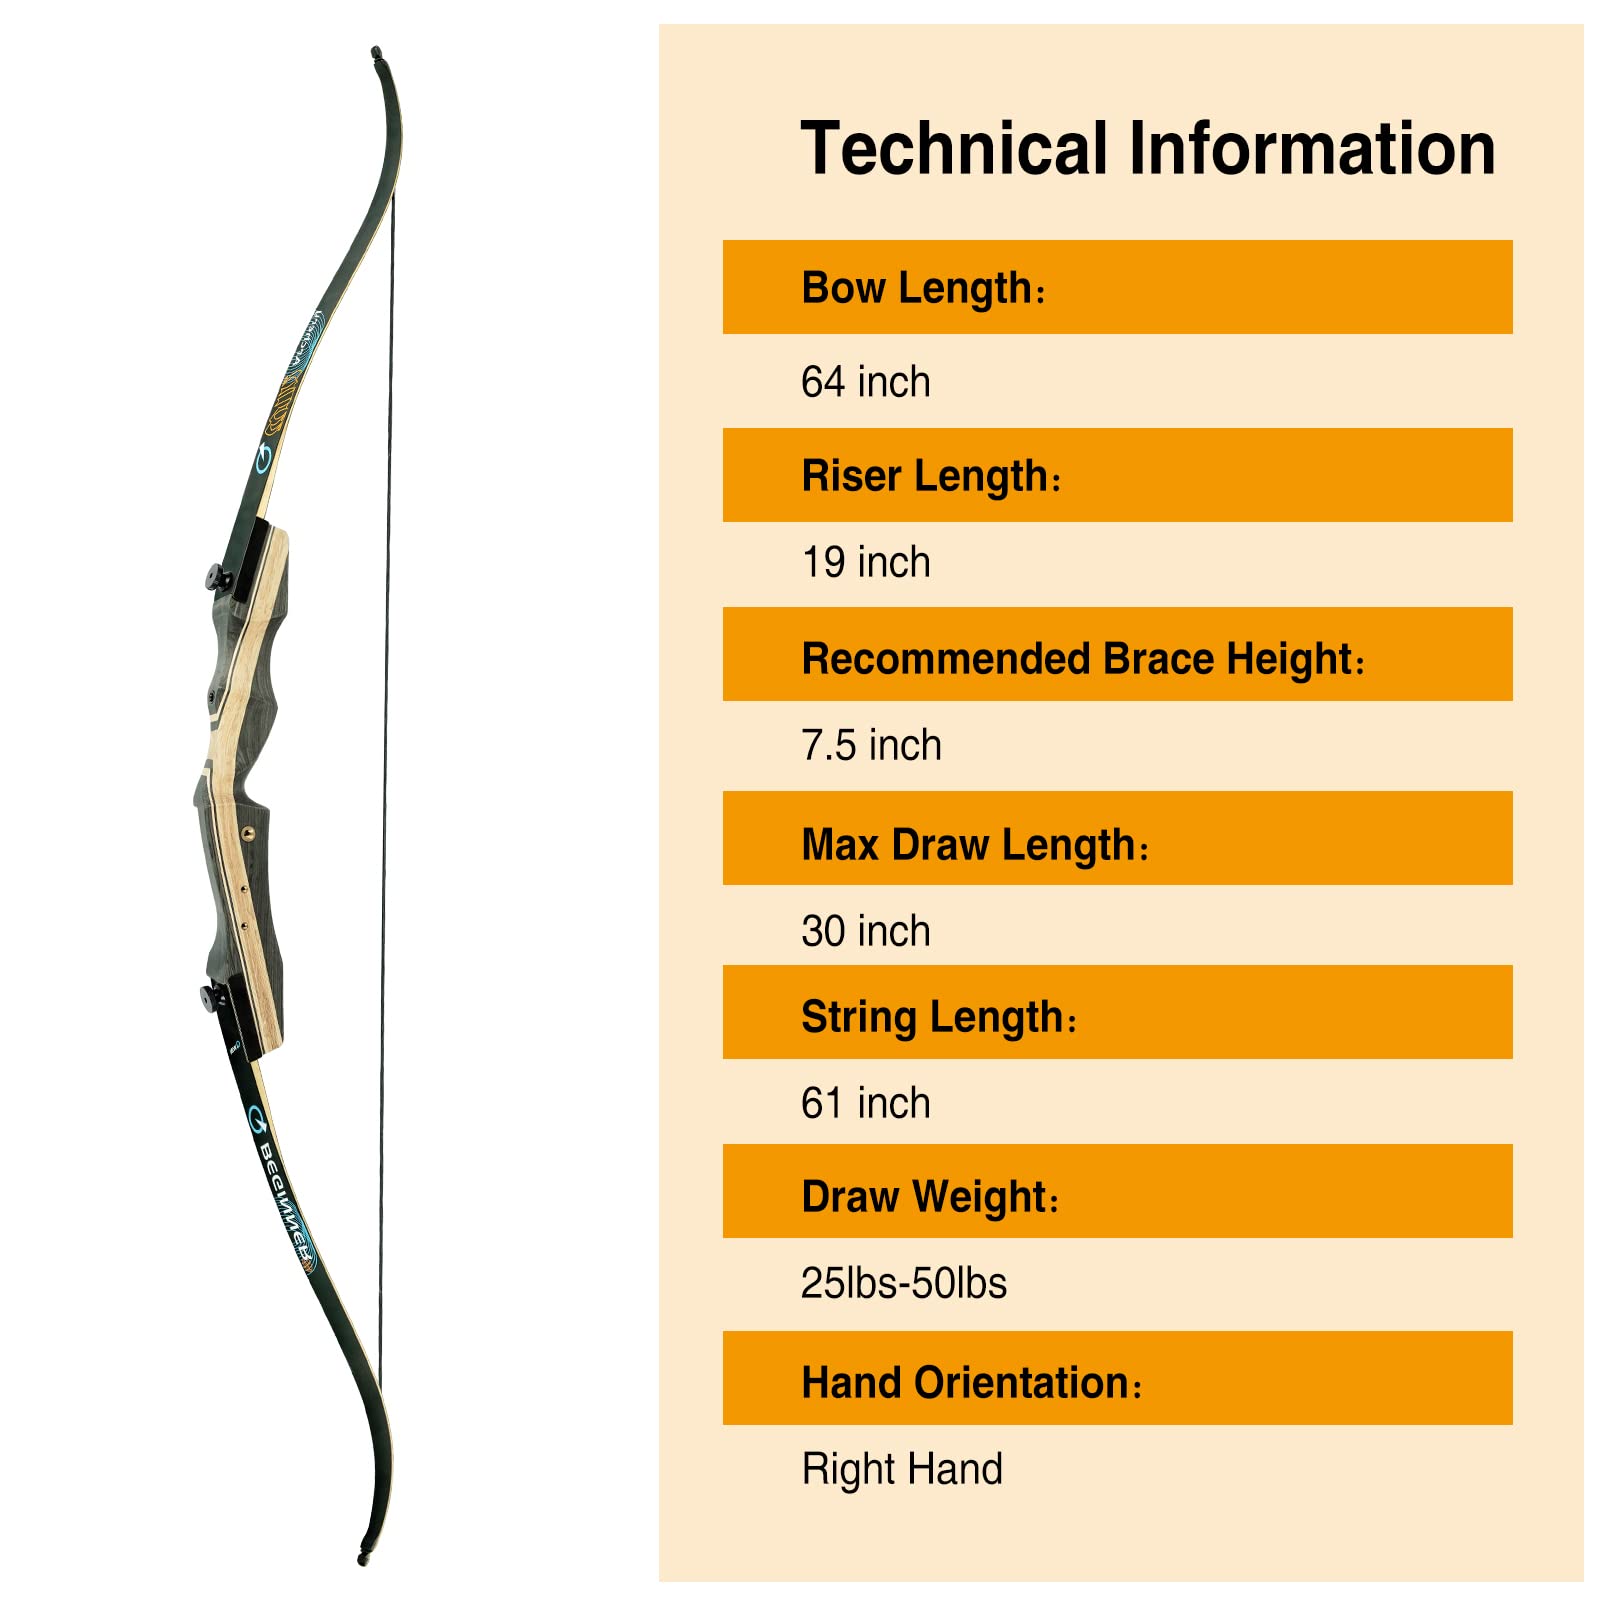 Technical Information
Bow Length：
64 inch
Riser Length：
19 inch
Recommended Brace Height：
7.5 inch
Max Draw Length：
30 inch
String Length：
61 inch
Draw Weight：
25lbs-50lbs
Hand Orientation：
Right Hand
BEGINNER